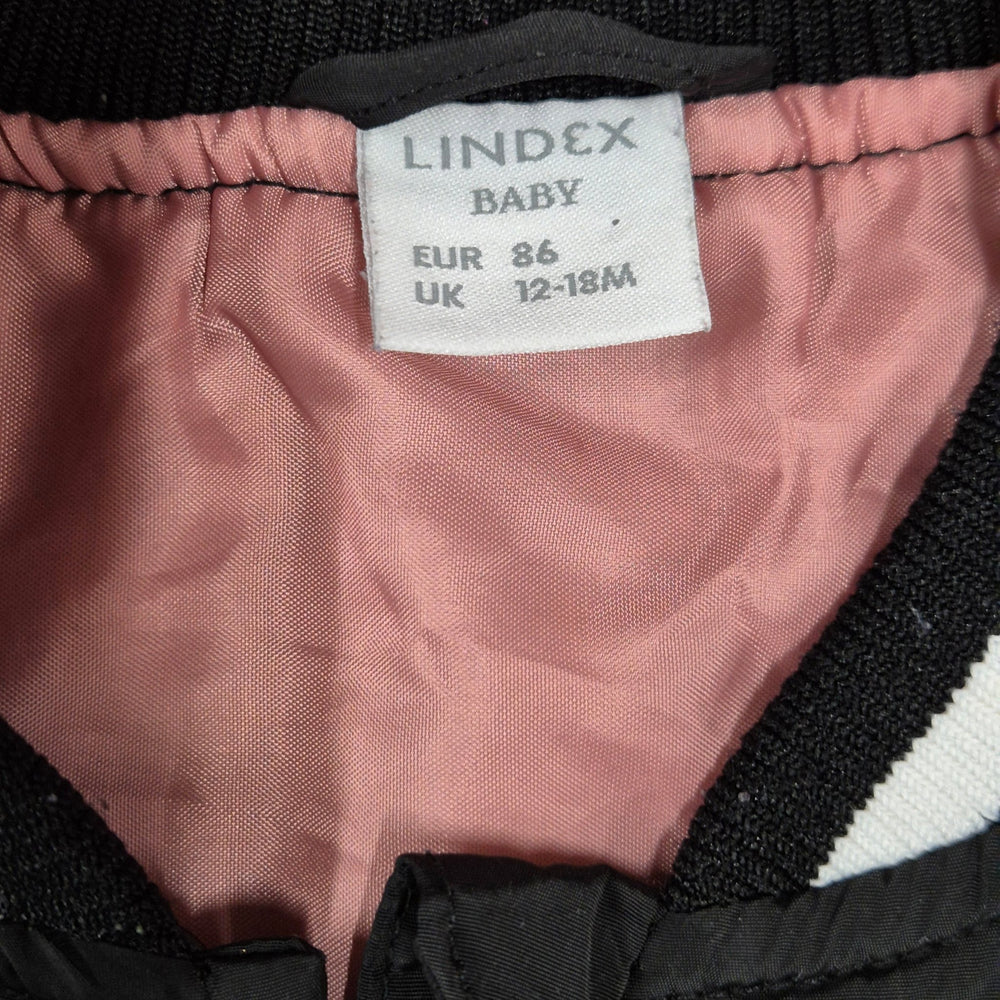 LINDEX
BABY
EUR 86
UK 12-18M